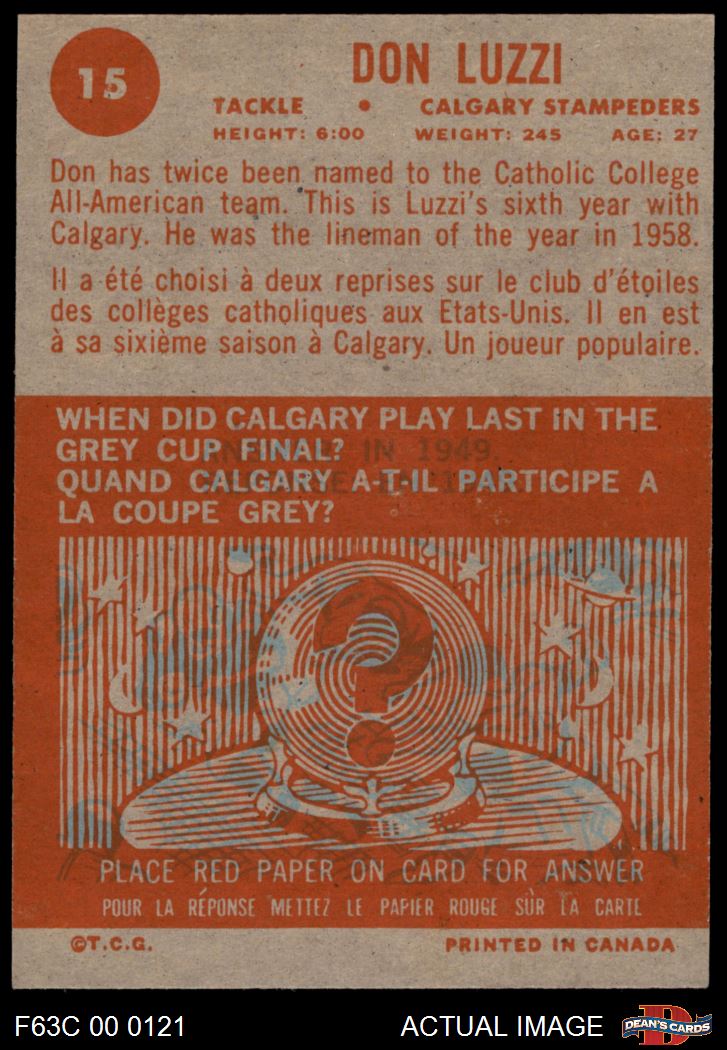 15
DON LUZZI
TACKLE • CALGARY STAMPEDERS
HEIGHT: 6:00 WEIGHT: 245 AGE: 27
Don has twice been named to the Catholic College
All-American team. This is Luzzi's sixth year with
Calgary. He was the lineman of the year in 1958.
Il a été choisi à deux reprises sur le club d'étoiles
des collèges catholiques aux Etats-Unis. Il en est
à sa sixième saison à Calgary. Un joueur populaire.
WHEN DID CALGARY PLAY LAST IN THE
GREY CUP FINAL?
IN 1949.
QUAND CALGARY A-T-IL PARTICIPE A
LA COUPE GREY?
?
PLACE RED PAPER ON CARD FOR ANSWER
POUR LA RÉPONSE METTEZ LE PAPIER ROUGE SÙR LA CARTE
©T.C.G. PRINTED IN CANADA
F63C 00 0121 ACTUAL IMAGE
D
DEAN'S CARDS